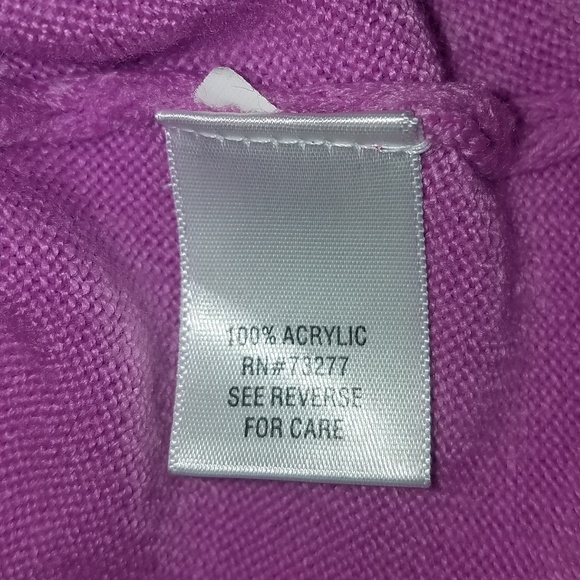 100% ACRYLIC
RN#73277
SEE REVERSE
FOR CARE